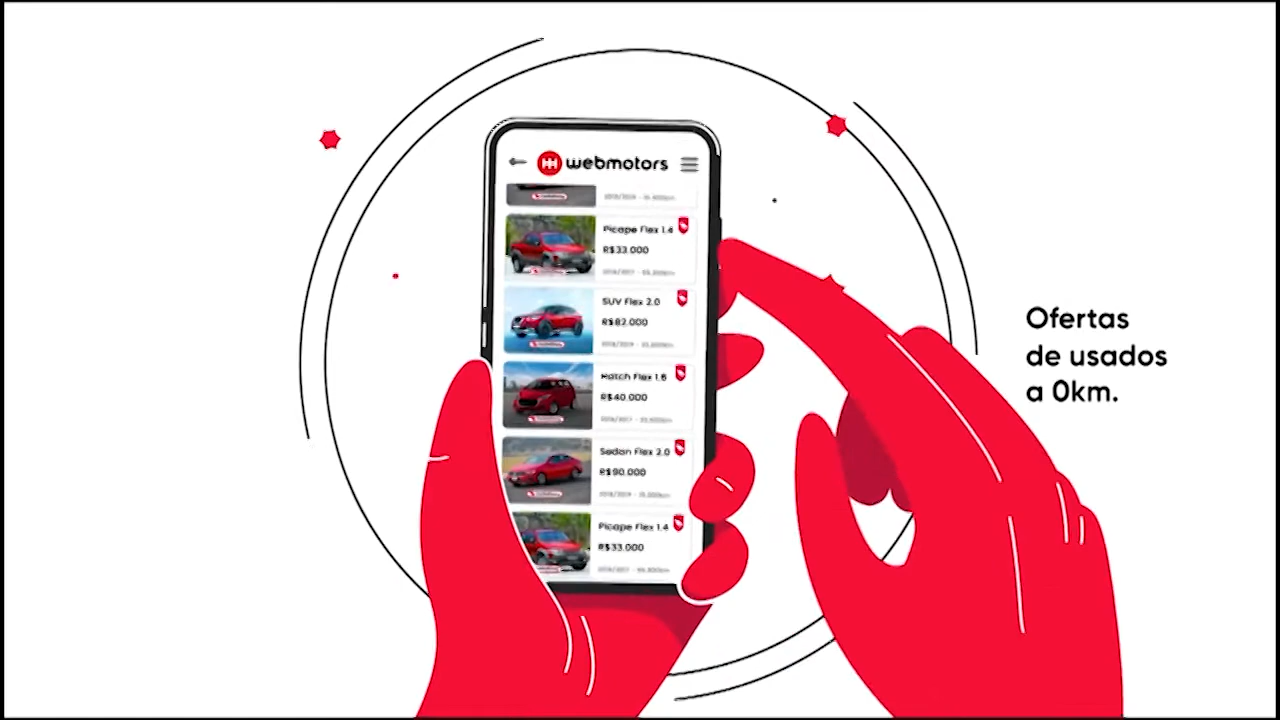 webmotors
Picape Flex 1.4
R$33.000
SUV Flex 2.0
R$82.000
Hatch Flex 1.6
R$40.000
Sedan Flex 2.0
R$90.000
Picape Flex 1.4
R$33.000
Ofertas
de usados
a 0km.